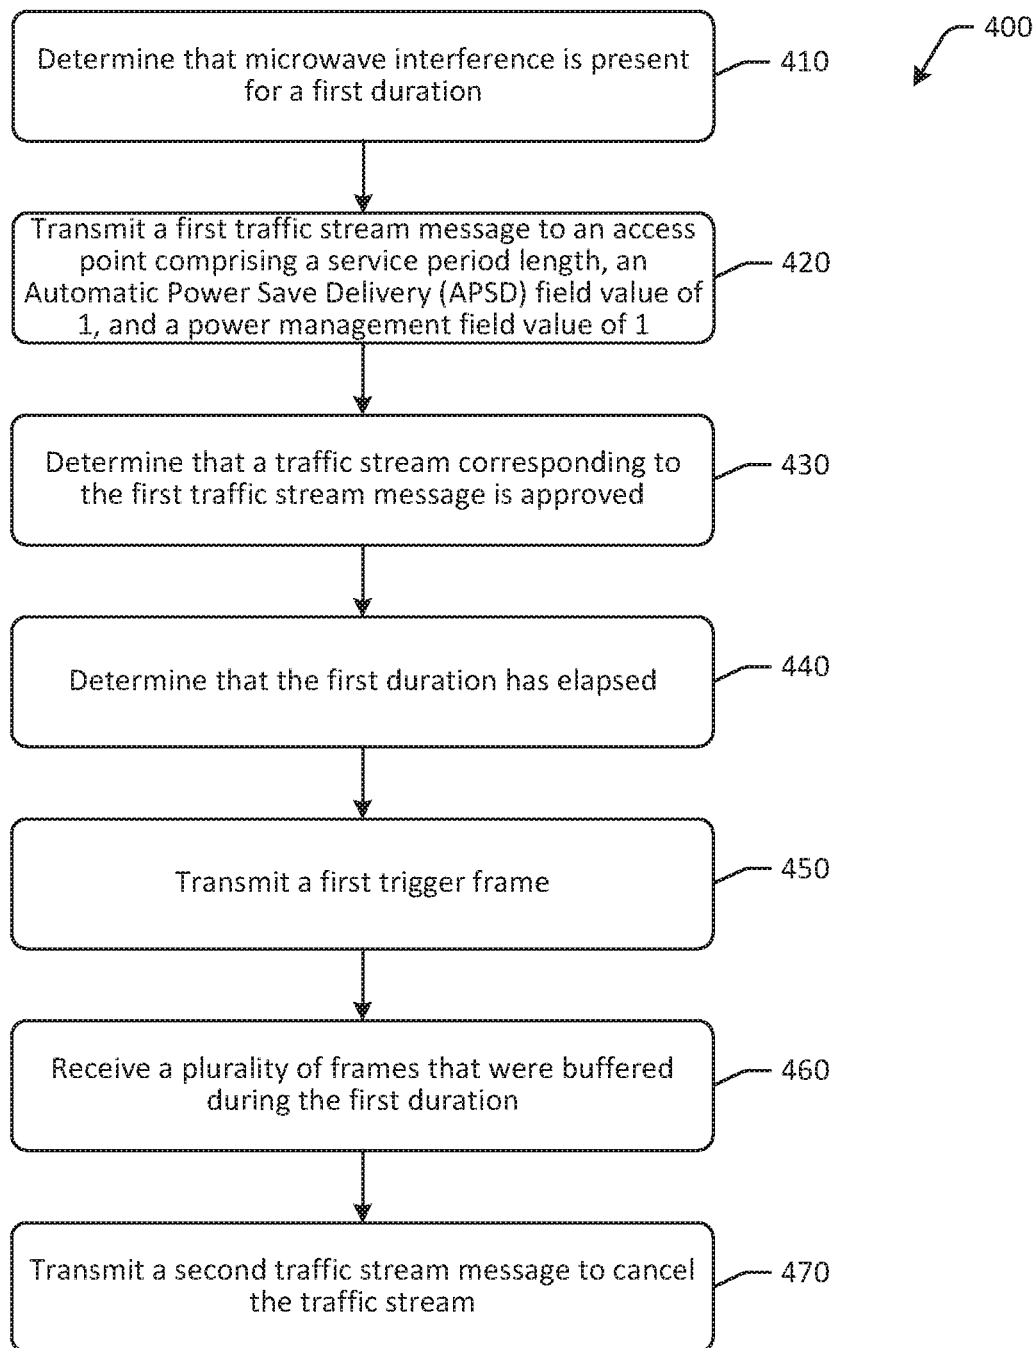 400
Determine that microwave interference is present
for a first duration
410
Transmit a first traffic stream message to an access
point comprising a service period length, an
Automatic Power Save Delivery (APSD) field value of
1, and a power management field value of 1
420
Determine that a traffic stream corresponding to
the first traffic stream message is approved
430
Determine that the first duration has elapsed
440
Transmit a first trigger frame
450
Receive a plurality of frames that were buffered
during the first duration
460
Transmit a second traffic stream message to cancel
the traffic stream
470